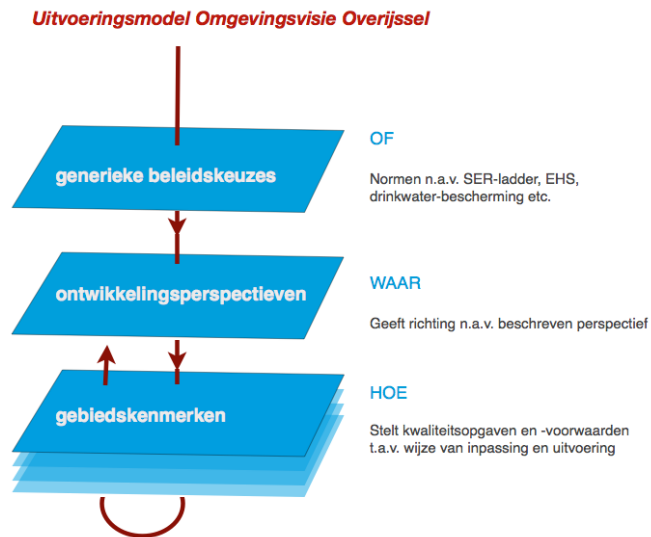 Uitvoeringsmodel Omgevingsvisie Overijssel
generieke beleidskeuzes
OF
Normen n.a.v. SER-ladder, EHS,
drinkwater-bescherming etc.
ontwikkelingsperspectieven
WAAR
Geeft richting n.a.v. beschreven perspectief
gebiedskenmerken
HOE
Stelt kwaliteitsopgaven en -voorwaarden
t.a.v. wijze van inpassing en uitvoering